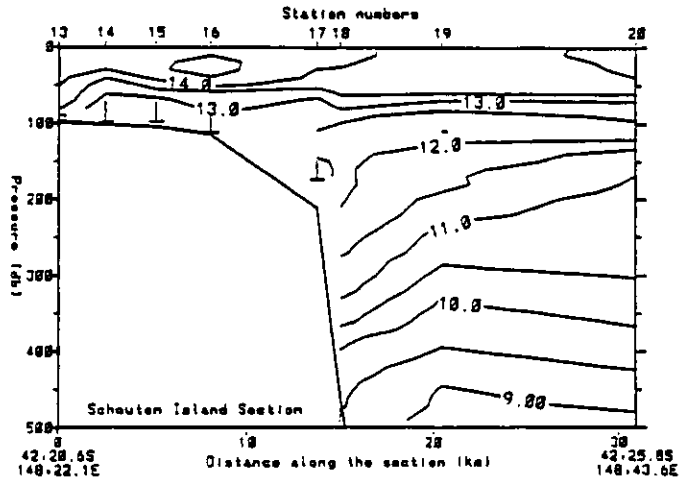 Station numbers
13 14 15 16 17 18 19 20
0
14.0
13.0
13.0
100
12.0
200
11.0
Pressure (db)
300
10.0
400
9.00
Schouten Island Section
500
0 10 20 30
42:20.6S Distance along the section (km) 42:25.8S
148:22.1E 148:43.6E